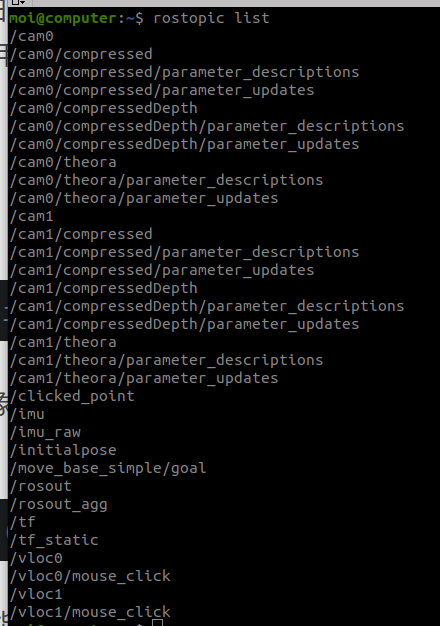 moi@computer:~$ rostopic list
/cam0
/cam0/compressed
/cam0/compressed/parameter_descriptions
/cam0/compressed/parameter_updates
/cam0/compressedDepth
/cam0/compressedDepth/parameter_descriptions
/cam0/compressedDepth/parameter_updates
/cam0/theora
/cam0/theora/parameter_descriptions
/cam0/theora/parameter_updates
/cam1
/cam1/compressed
/cam1/compressed/parameter_descriptions
/cam1/compressed/parameter_updates
/cam1/compressedDepth
/cam1/compressedDepth/parameter_descriptions
/cam1/compressedDepth/parameter_updates
/cam1/theora
/cam1/theora/parameter_descriptions
/cam1/theora/parameter_updates
/clicked_point
/imu
/imu_raw
/initialpose
/move_base_simple/goal
/rosout
/rosout_agg
/tf
/tf_static
/vloc0
/vloc0/mouse_click
/vloc1
/vloc1/mouse_click
moi@computer:~$